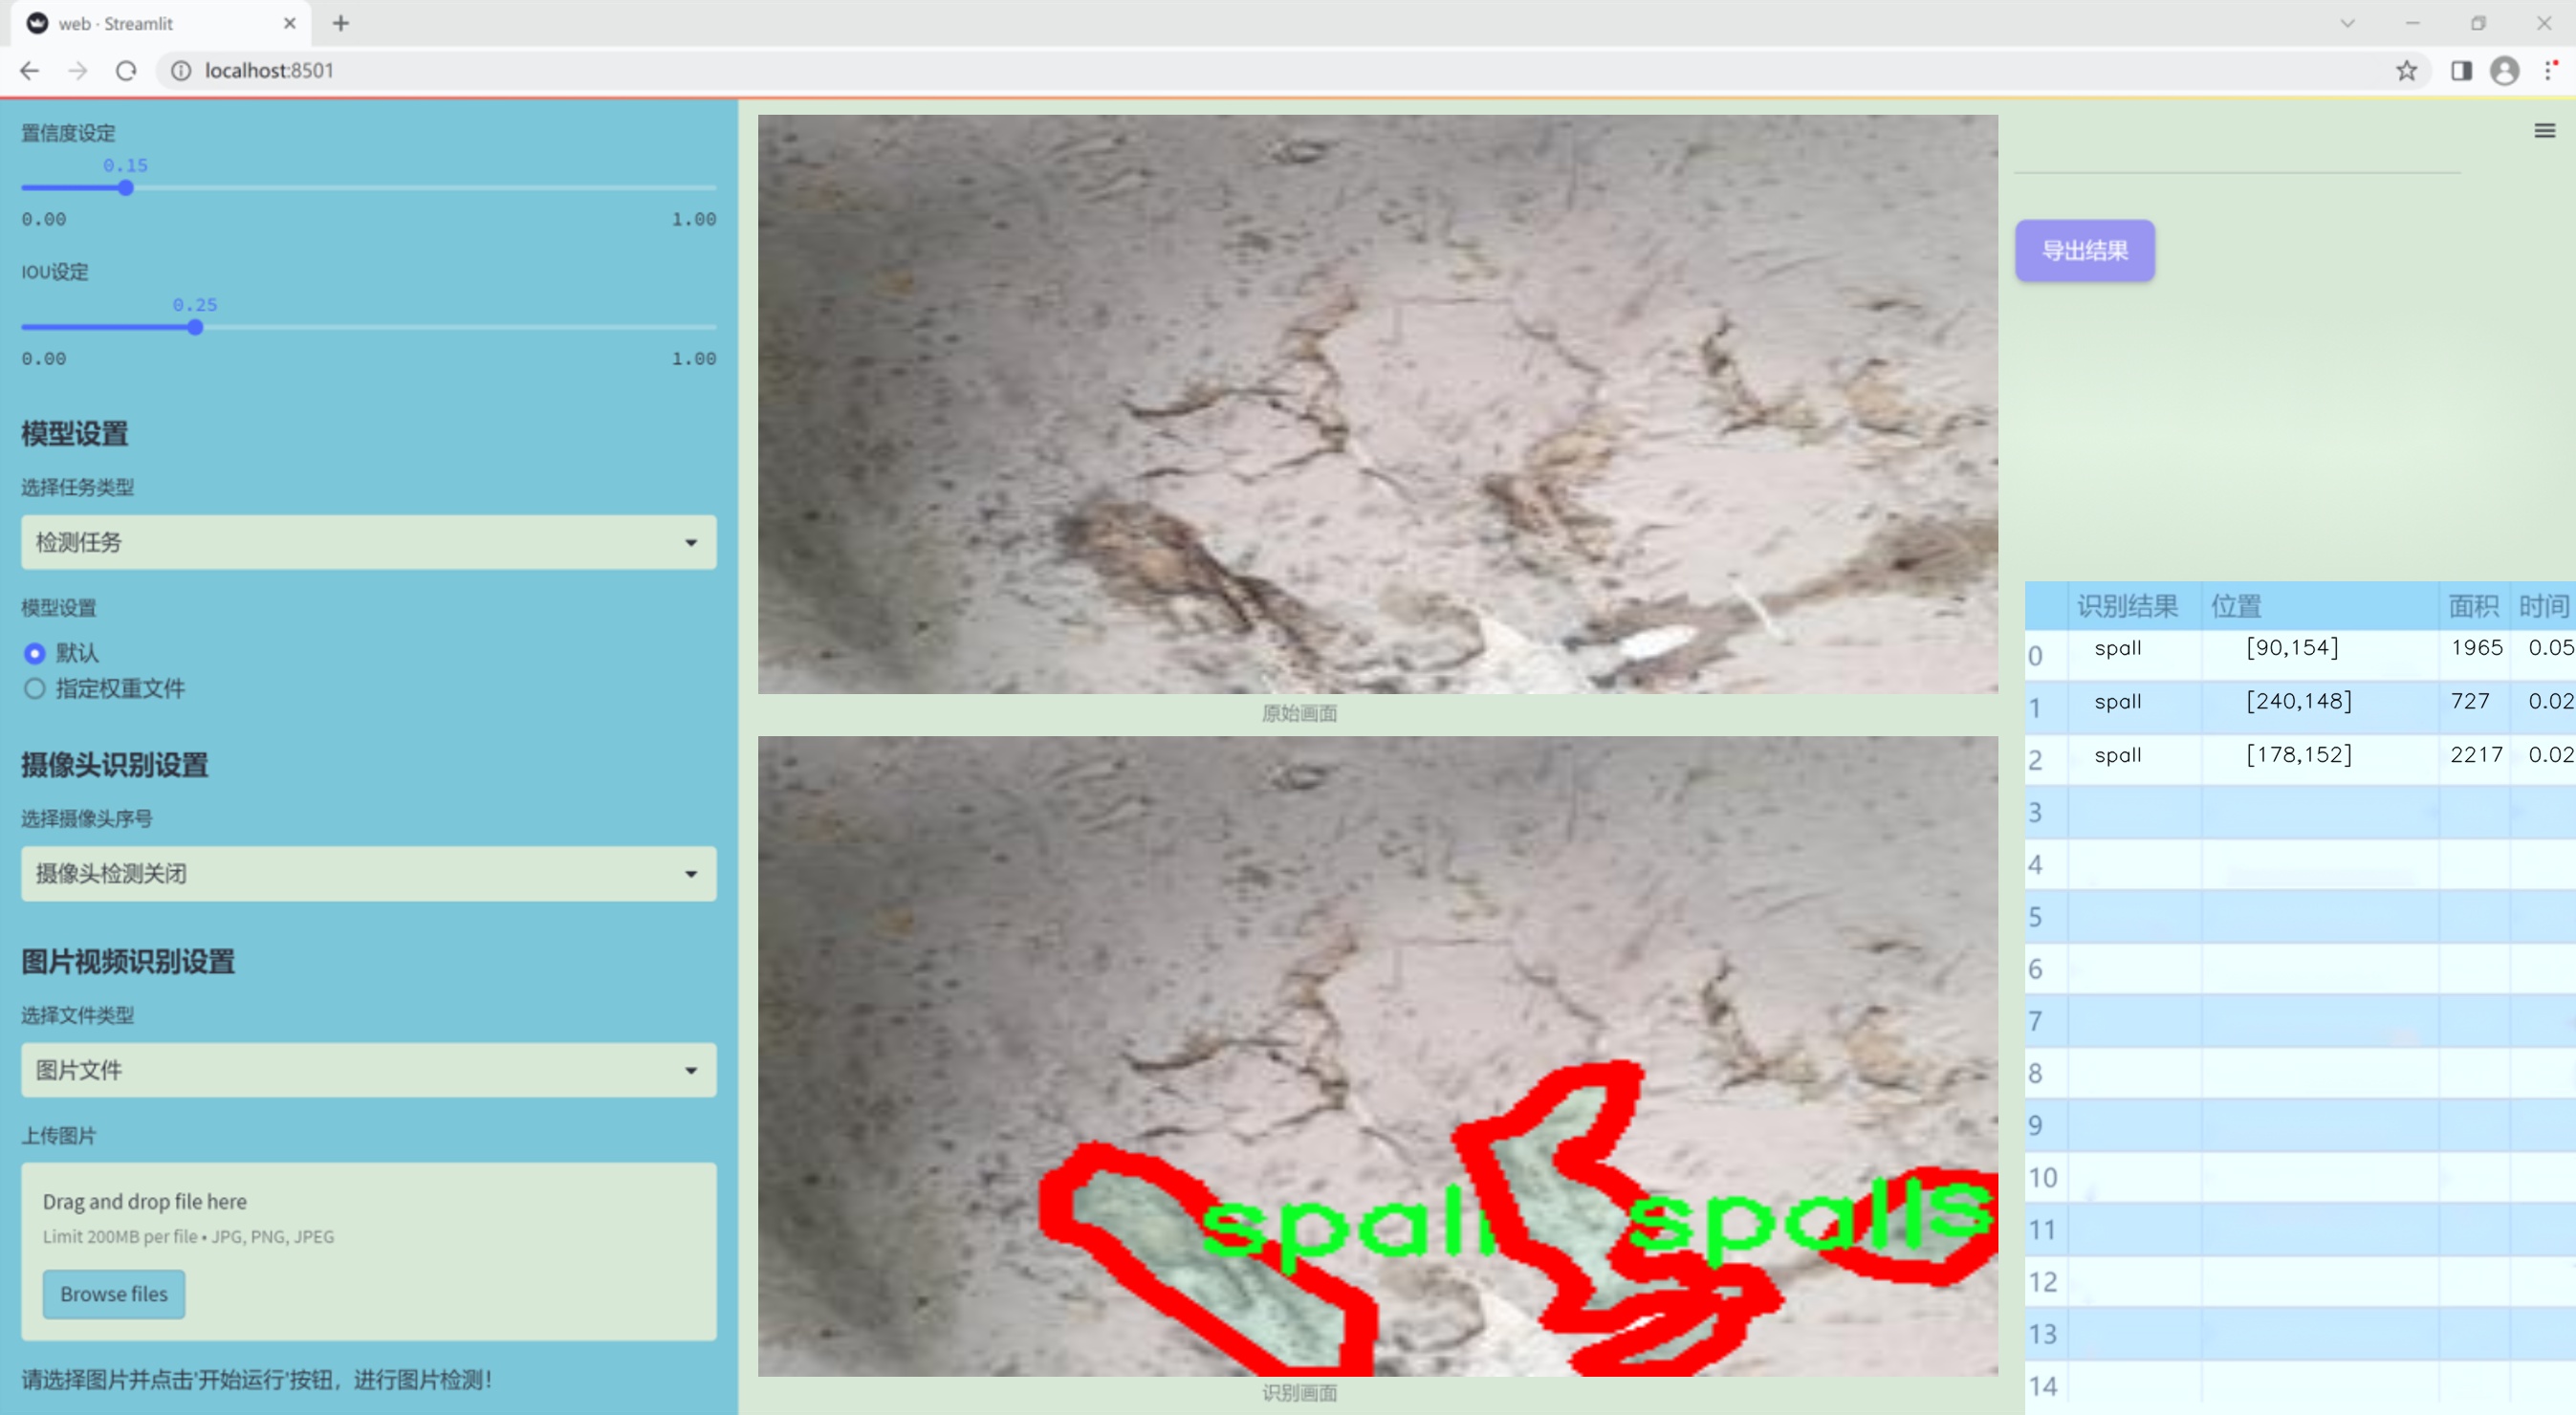 web · Streamlit
localhost:8501
置信度设定
0.15
0.00 1.00
IOU设定
0.25
0.00 1.00
模型设置
选择任务类型
检测任务
模型设置
默认
指定权重文件
摄像头识别设置
选择摄像头序号
摄像头检测关闭
图片视频识别设置
选择文件类型
图片文件
上传图片
Drag and drop file here
Limit 200MB per file • JPG, PNG, JPEG
Browse files
请选择图片并点击'开始运行'按钮，进行图片检测！
原始画面
spall spalls
识别画面
导出结果
识别结果 位置 面积 时间
0 spall [90,154] 1965 0.05
1 spall [240,148] 727 0.02
2 spall [178,152] 2217 0.02
3
4
5
6
7
8
9
10
11
12
13
14